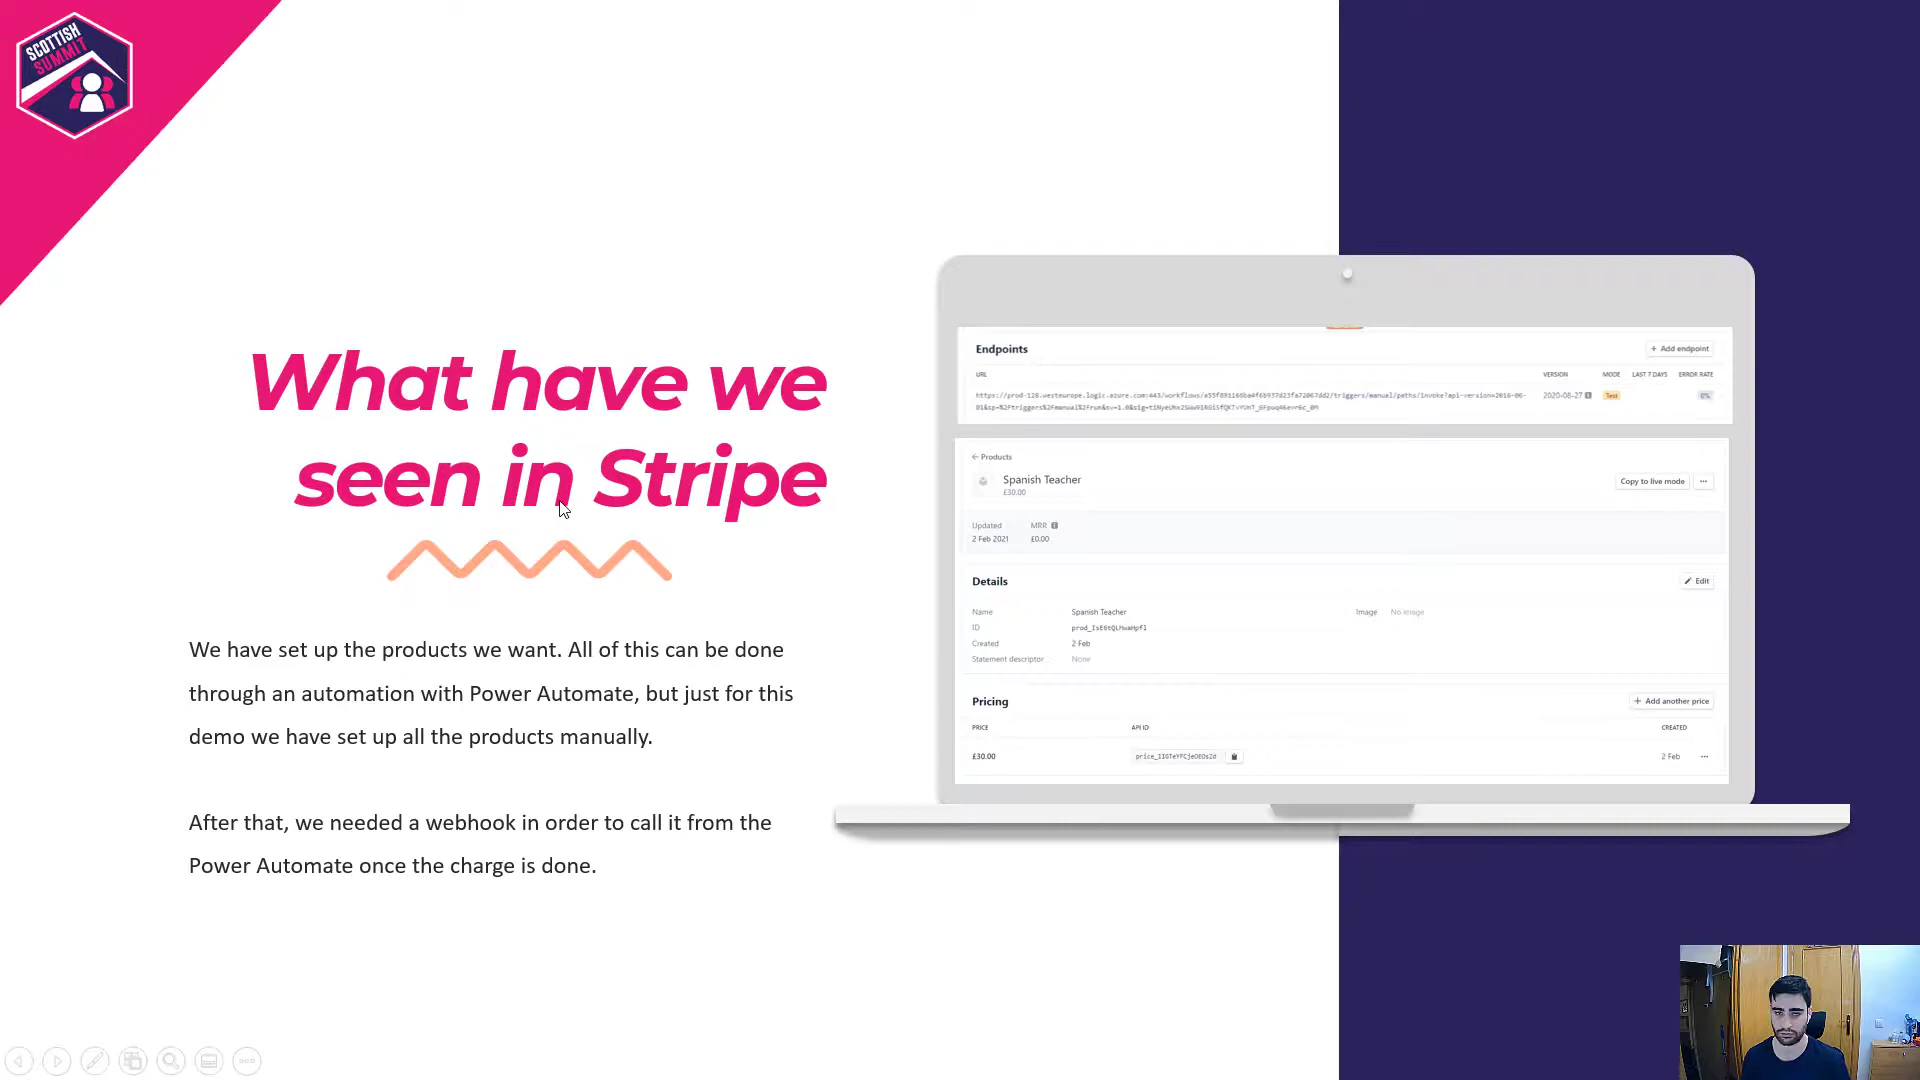 SCOTTISH
SUMMIT
What have we
seen in Stripe
We have set up the products we want. All of this can be done
through an automation with Power Automate, but just for this
demo we have set up all the products manually.
After that, we needed a webhook in order to call it from the
Power Automate once the charge is done.
Endpoints
+ Add endpoint
URL VERSION MODE LAST 7 DAYS ERROR RATE
2020-08-27 Test 0%
← Products
Spanish Teacher
£30.00
Copy to live mode ...
Updated MRR
2 Feb 2021 £0.00
Details
Edit
Name Spanish Teacher Image No image
ID
Created 2 Feb
Statement descriptor None
Pricing
+ Add another price
PRICE API ID CREATED
£30.00 2 Feb ...